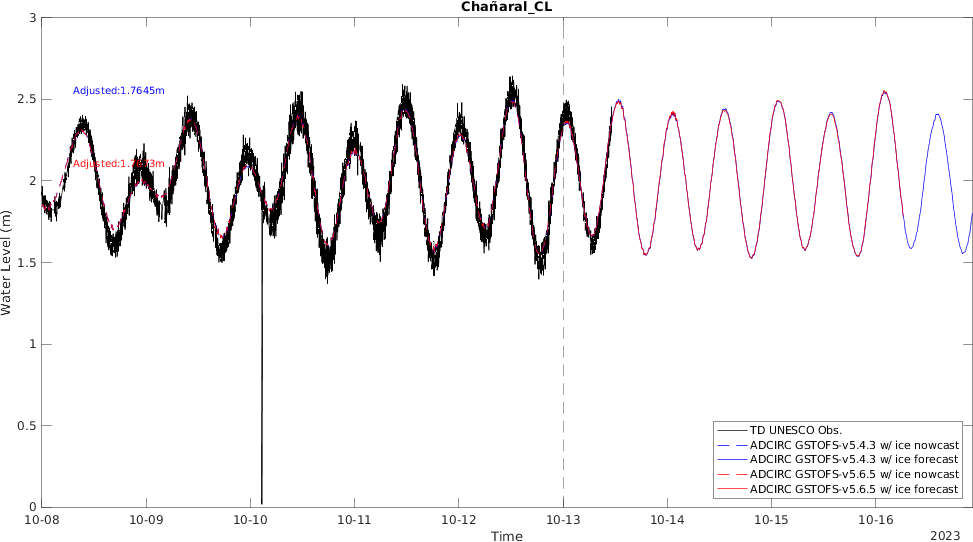 Chañaral_CL
3
2.5
2
1.5
1
0.5
0
Water Level (m)
Adjusted:1.7645m
10-08
10-09
10-10
10-11
10-12
10-13
10-14
10-15
10-16
Time
2023
TD UNESCO Obs.
ADCIRC GSTOFS-v5.4.3 w/ ice nowcast
ADCIRC GSTOFS-v5.4.3 w/ ice forecast
ADCIRC GSTOFS-v5.6.5 w/ ice nowcast
ADCIRC GSTOFS-v5.6.5 w/ ice forecast